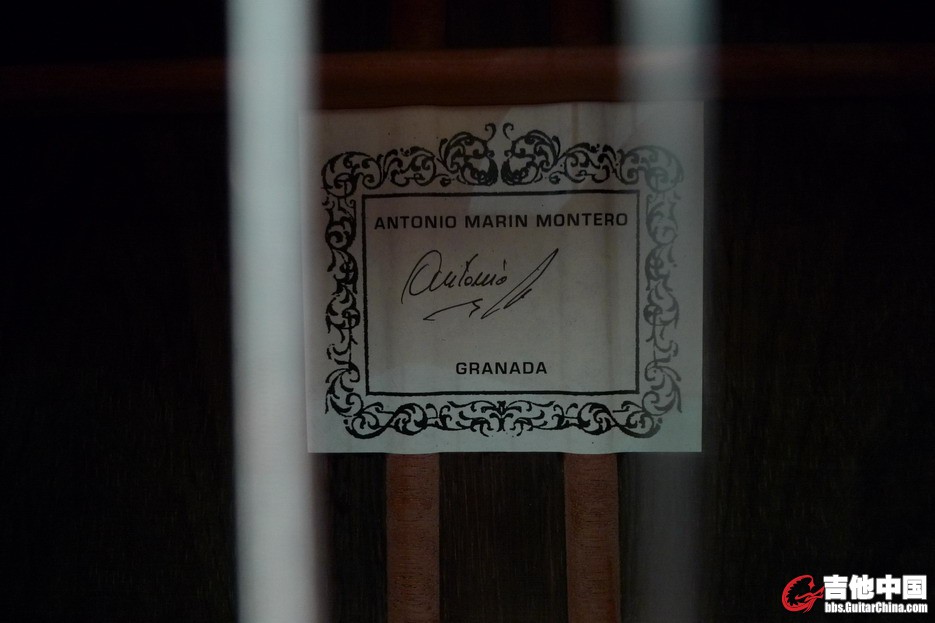 ANTONIO MARIN MONTERO
Antonio
GRANADA
吉他中国
bbs.GuitarChina.com